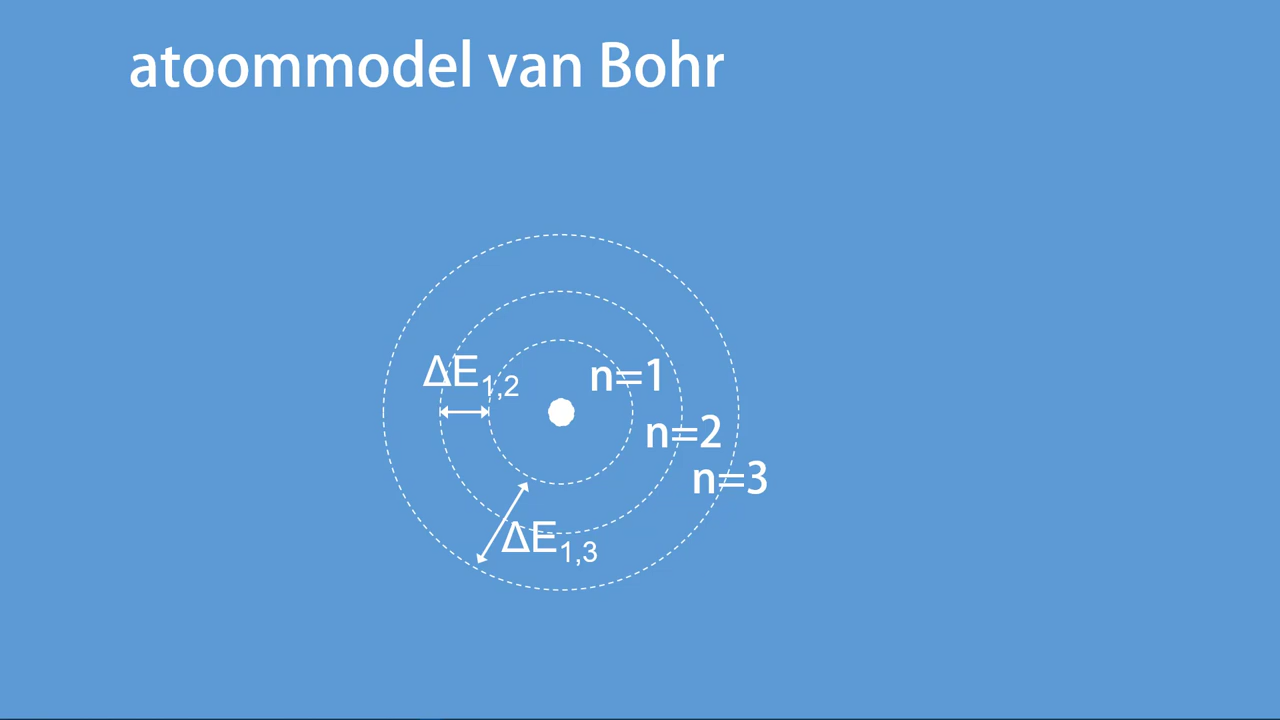 atoommodel van Bohr
ΔE1,2
n=1
n=2
n=3
ΔE1,3